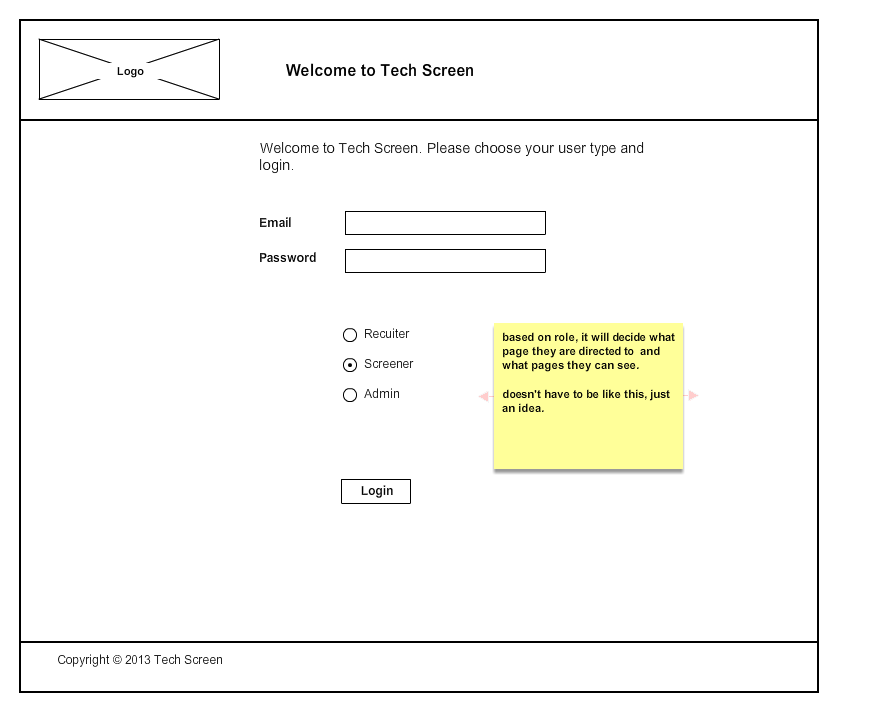 Logo
Welcome to Tech Screen
Welcome to Tech Screen. Please choose your user type and
login.
Email
Password
Recuiter
Screener
Admin
based on role, it will decide what
page they are directed to and
what pages they can see.
doesn't have to be like this, just
an idea.
Login
Copyright © 2013 Tech Screen